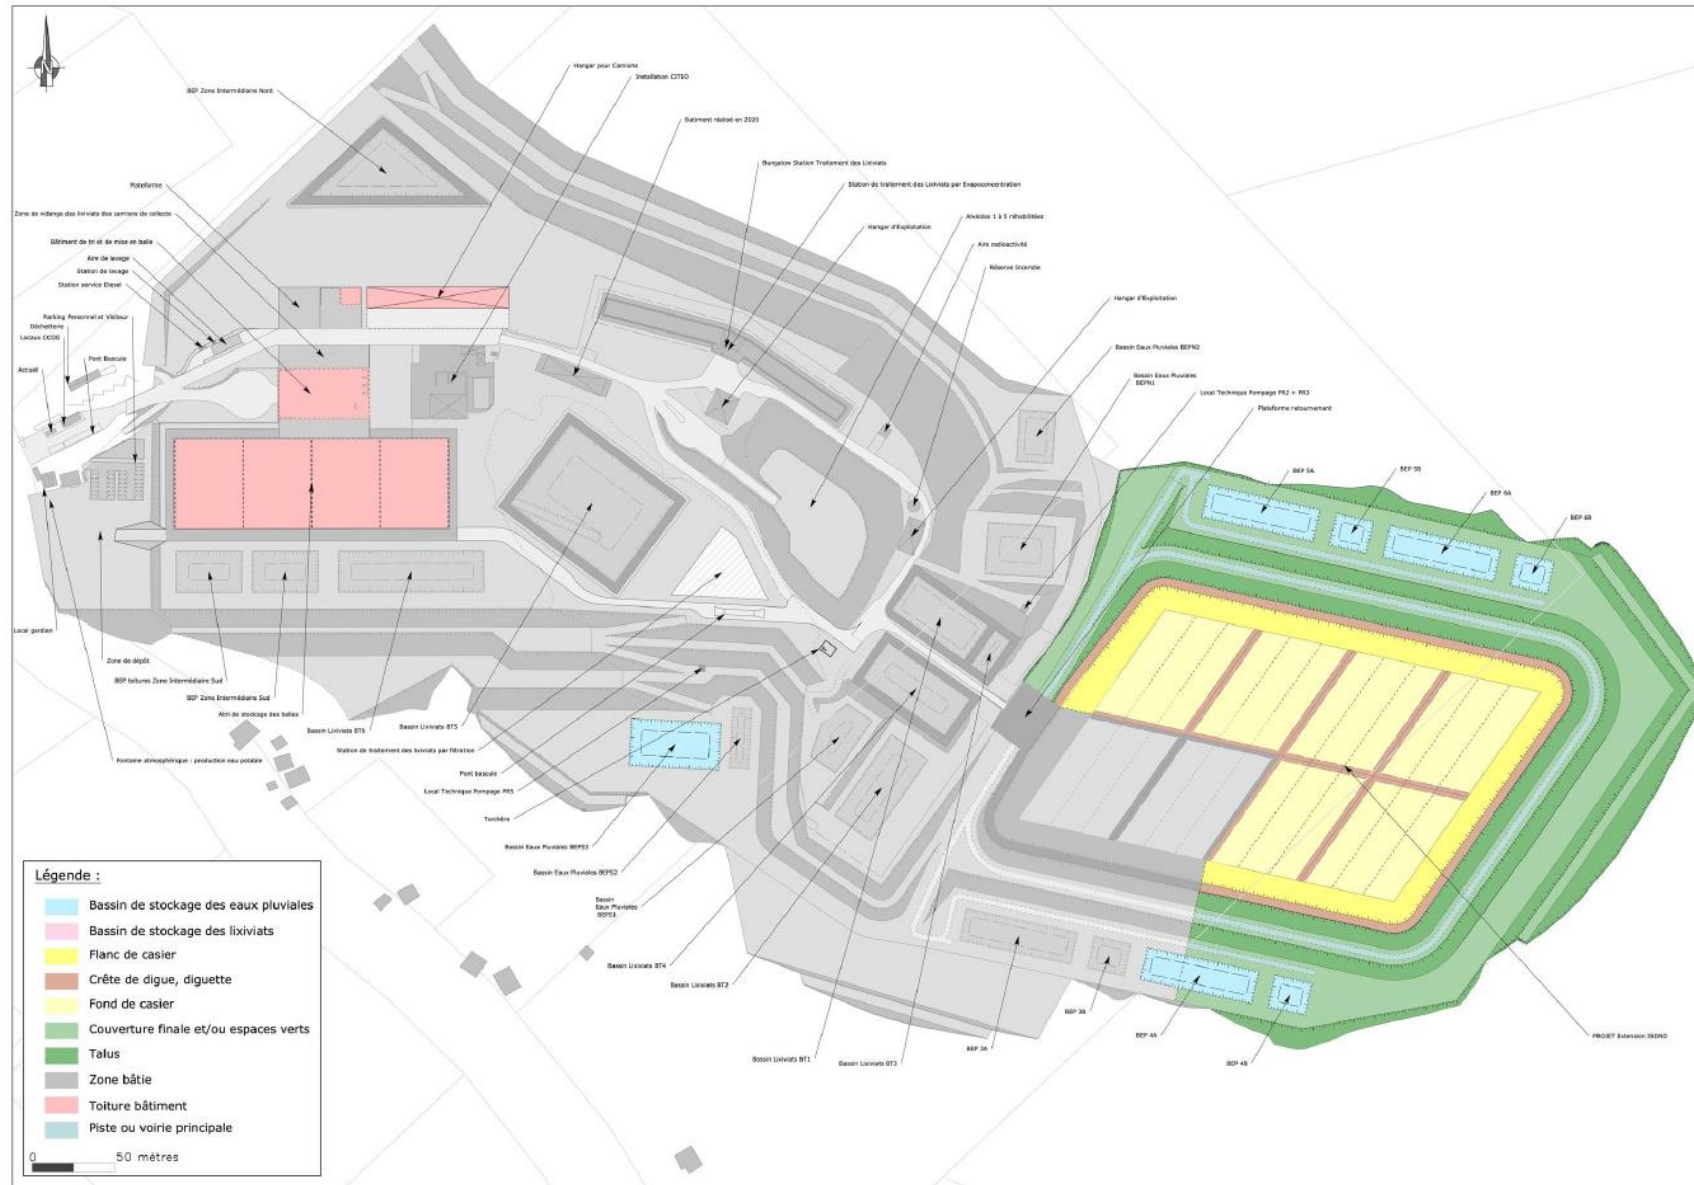 N
Hangar pour Camions
Installation CITEO
BEP Zone Intermédiaire Nord
Batiment réalisé en 2020
Bungalow Station Traitement des Lixiviats
Station de traitement des Lixiviats par Evapoconcentration
Plateforme
Zone de vidange des lixiviats des camions de collecte
Alvéoles 1 à 5 réhabilitées
Hangar d'Exploitation
Bâtiment de tri et de mise en balle
Aire radioactivité
Aire de lavage
Réserve Incendie
Station de lavage
Station service Diesel
Hangar d'Exploitation
Parking Personnel et Visiteur
Déchetterie
Locaux CICOG
Pont Bascule
Bassin Eaux Pluviales BEPN2
Accueil
Bassin Eaux Pluviales
BEPN1
Local Technique Pompage PR2 + PR3
Plateforme retournement
BEP 5A
BEP 5B
BEP 6A
BEP 6B
Local gardien
Zone de dépôt
BEP toitures Zone Intermédiaire Sud
BEP Zone Intermédiaire Sud
Abri de stockage des balles
Bassin Lixiviats BT6
Bassin Lixiviats BT5
Station de traitement des lixiviats par filtration
Fontaine atmosphérique : production eau potable
Pont bascule
Local Technique Pompage PR5
Torchère
Bassin Eaux Pluviales BEPS3
Bassin Eaux Pluviales BEPS2
Bassin
Eaux Pluviales
BEPS1
Bassin Lixiviats BT4
Bassin Lixiviats BT2
Bassin Lixiviats BT1
Bassin Lixiviats BT3
BEP 3A
BEP 3B
BEP 4A
BEP 4B
PROJET Extension ISDND
Légende :
Bassin de stockage des eaux pluviales
Bassin de stockage des lixiviats
Flanc de casier
Crête de digue, diguette
Fond de casier
Couverture finale et/ou espaces verts
Talus
Zone bâtie
Toiture bâtiment
Piste ou voirie principale
0 50 mètres